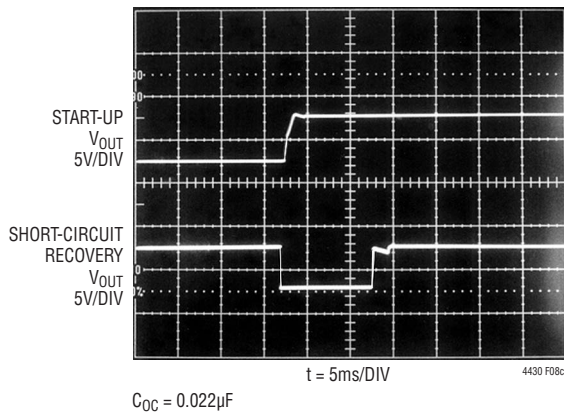 START-UP
V_OUT
5V/DIV
SHORT-CIRCUIT
RECOVERY
V_OUT
5V/DIV
t = 5ms/DIV
4430 F08c
C_OC = 0.022µF